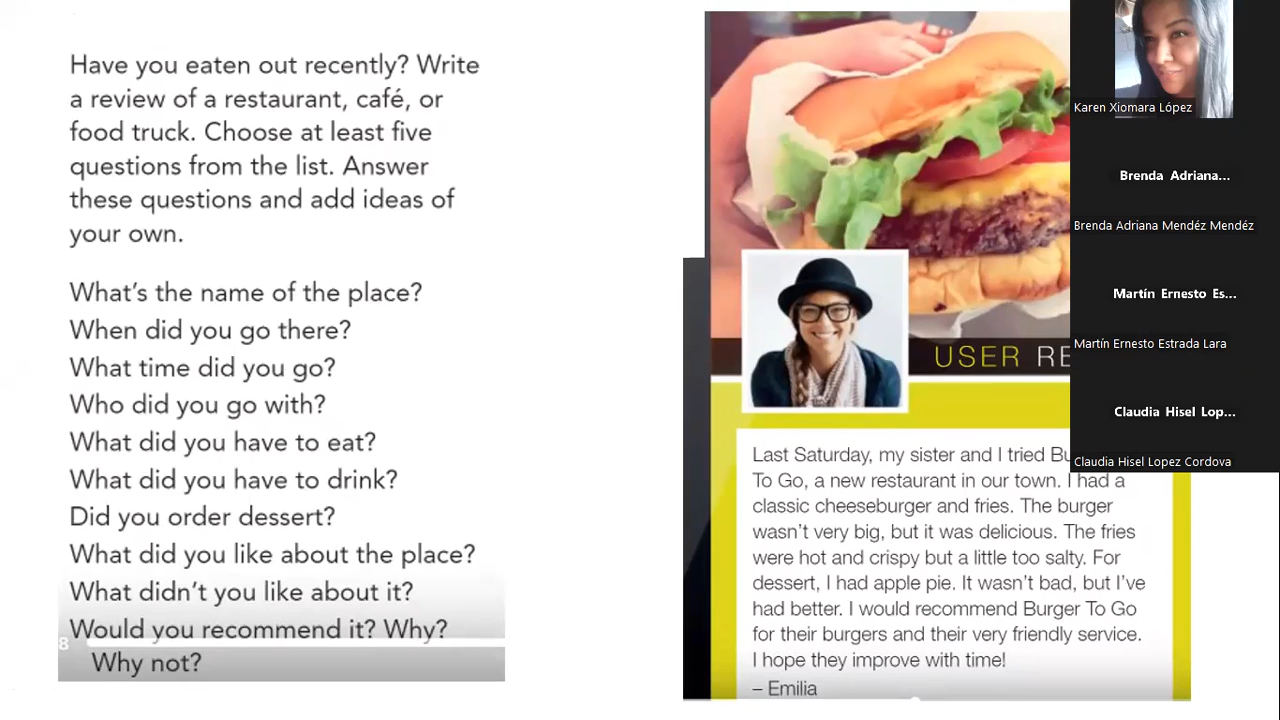 Have you eaten out recently? Write
a review of a restaurant, café, or
food truck. Choose at least five
questions from the list. Answer
these questions and add ideas of
your own.
What's the name of the place?
When did you go there?
What time did you go?
Who did you go with?
What did you have to eat?
What did you have to drink?
Did you order dessert?
What did you like about the place?
What didn't you like about it?
Would you recommend it? Why?
8
Why not?
USER RE
Last Saturday, my sister and I tried Bu
To Go, a new restaurant in our town. I had a
classic cheeseburger and fries. The burger
wasn't very big, but it was delicious. The fries
were hot and crispy but a little too salty. For
dessert, I had apple pie. It wasn't bad, but I've
had better. I would recommend Burger To Go
for their burgers and their very friendly service.
I hope they improve with time!
– Emilia
Karen Xiomara López
Brenda Adriana...
Brenda Adriana Mendéz Mendéz
Martín Ernesto Es...
Martín Ernesto Estrada Lara
Claudia Hisel Lop...
Claudia Hisel Lopez Cordova